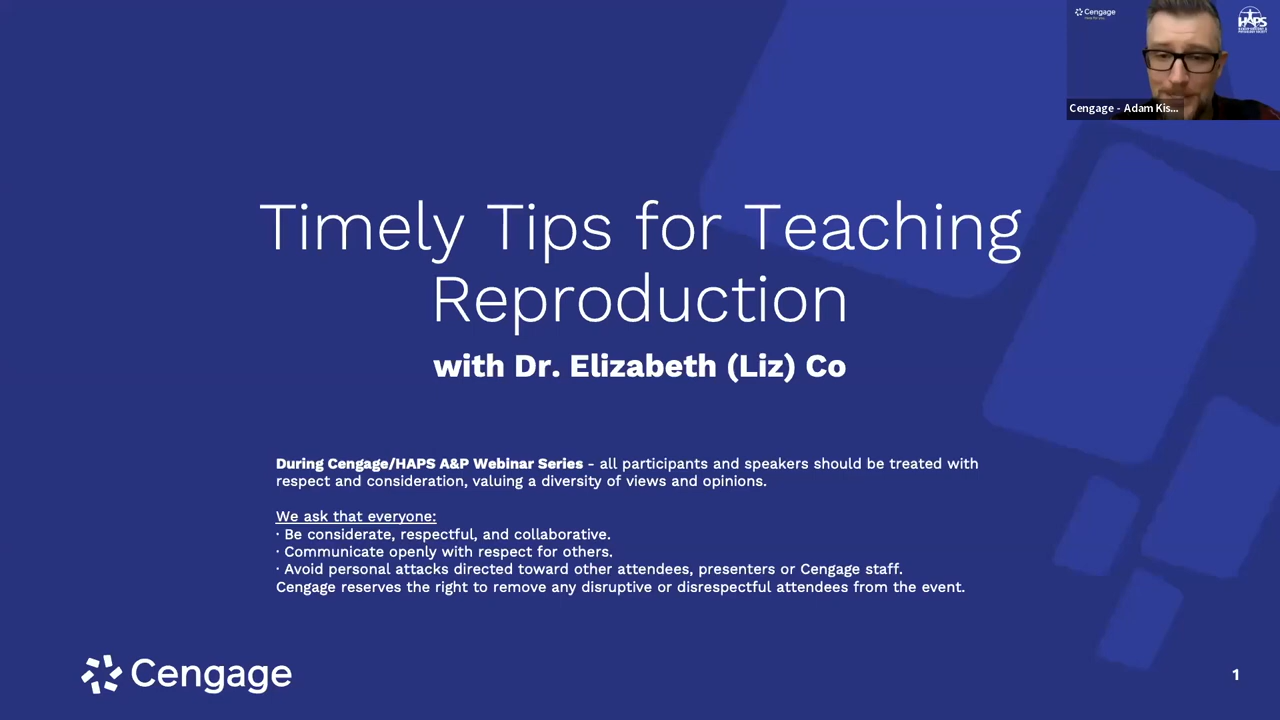 Cengage
HAPS
Cengage - Adam Kis...
Timely Tips for Teaching
Reproduction
with Dr. Elizabeth (Liz) Co
During Cengage/HAPS A&P Webinar Series - all participants and speakers should be treated with
respect and consideration, valuing a diversity of views and opinions.
We ask that everyone:
· Be considerate, respectful, and collaborative.
· Communicate openly with respect for others.
· Avoid personal attacks directed toward other attendees, presenters or Cengage staff.
Cengage reserves the right to remove any disruptive or disrespectful attendees from the event.
Cengage
1